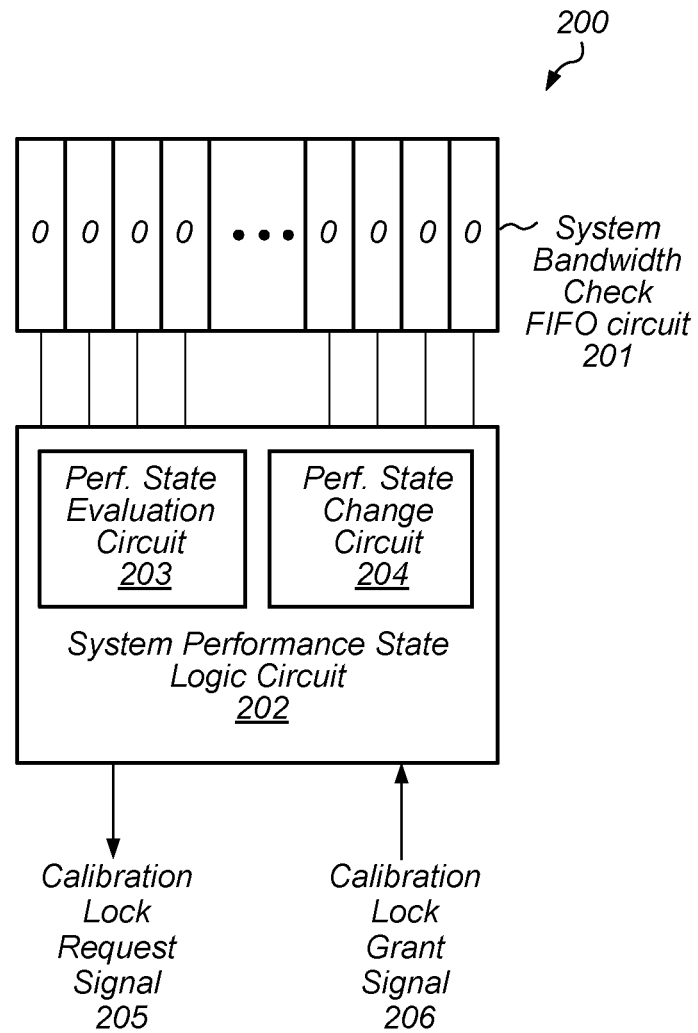 200
0 0 0 0 ••• 0 0 0 0
System
Bandwidth
Check
FIFO circuit
201
Perf. State
Evaluation
Circuit
203
Perf. State
Change
Circuit
204
System Performance State
Logic Circuit
202
Calibration
Lock
Request
Signal
205
Calibration
Lock
Grant
Signal
206